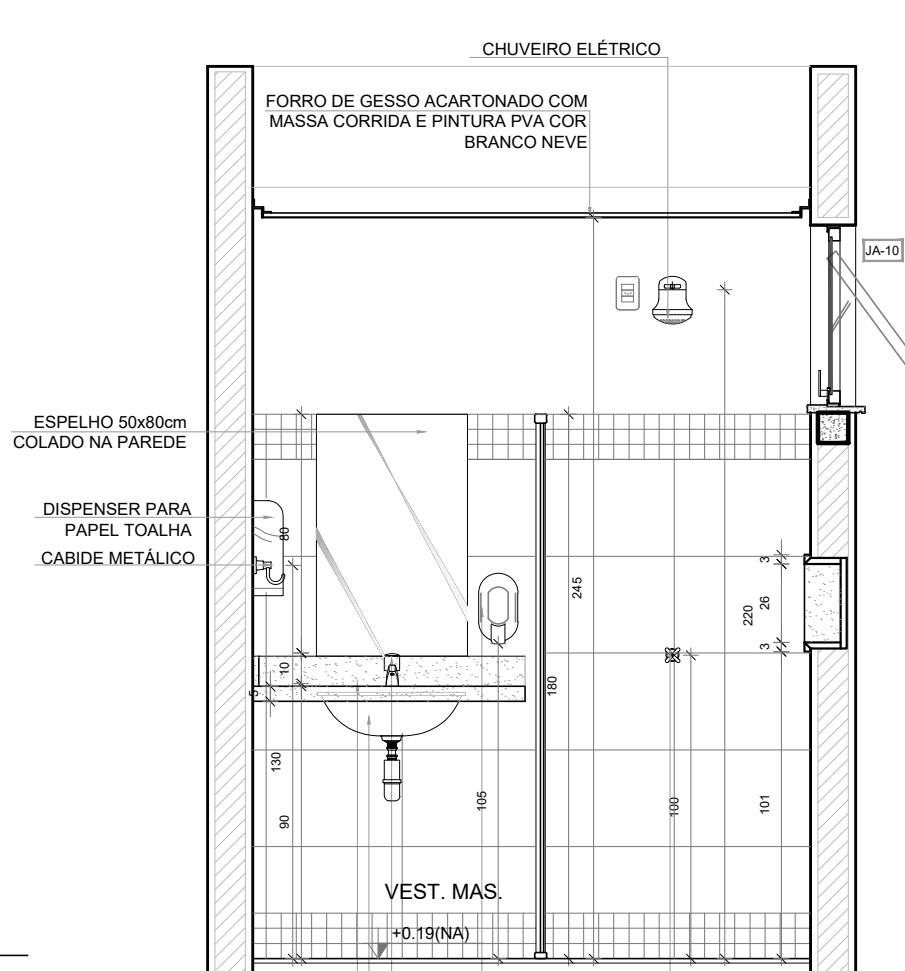 CHUVEIRO ELÉTRICO
FORRO DE GESSO ACARTONADO COM
MASSA CORRIDA E PINTURA PVA COR
BRANCO NEVE
JA-10
ESPELHO 50x80cm
COLADO NA PAREDE
DISPENSER PARA
PAPEL TOALHA
CABIDE METÁLICO
80
245
3
26
220
3
10
5
180
130
90
105
100
101
VEST. MAS.
+0.19(NA)